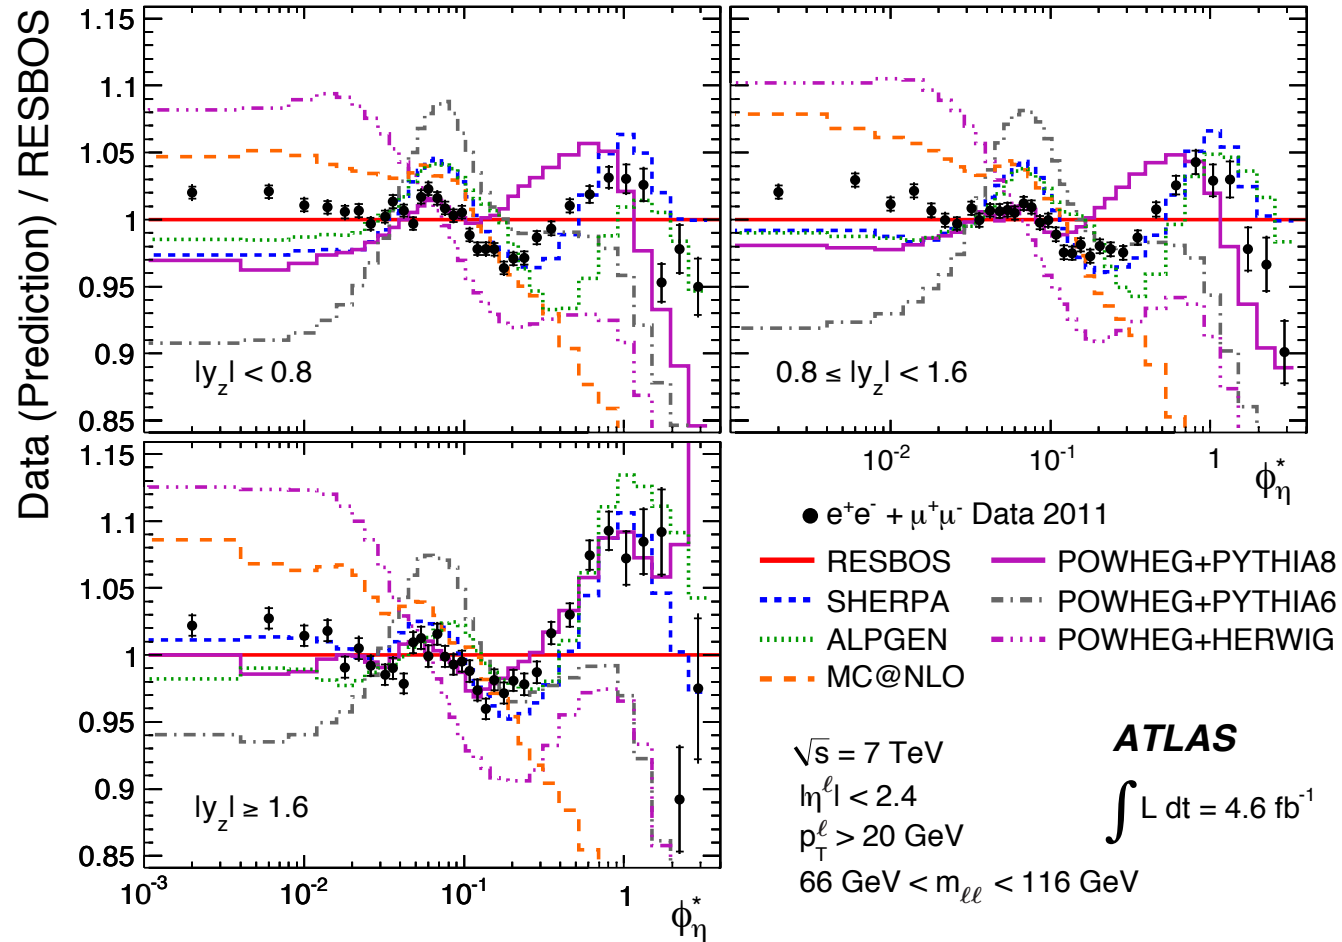 Data (Prediction) / RESBOS
1.15
1.1
1.05
1
0.95
0.9
0.85
|y_z| < 0.8
0.8 ≤ |y_z| < 1.6
10^-2 10^-1 1
ϕ*_η
1.15
1.1
1.05
1
0.95
0.9
0.85
|y_z| ≥ 1.6
10^-3 10^-2 10^-1 1
ϕ*_η
e⁺e⁻ + μ⁺μ⁻ Data 2011
RESBOS POWHEG+PYTHIA8
SHERPA POWHEG+PYTHIA6
ALPGEN POWHEG+HERWIG
MC@NLO
√s = 7 TeV
|η^ℓ| < 2.4
p_T^ℓ > 20 GeV
66 GeV < m_ℓℓ < 116 GeV
ATLAS
∫ L dt = 4.6 fb⁻¹